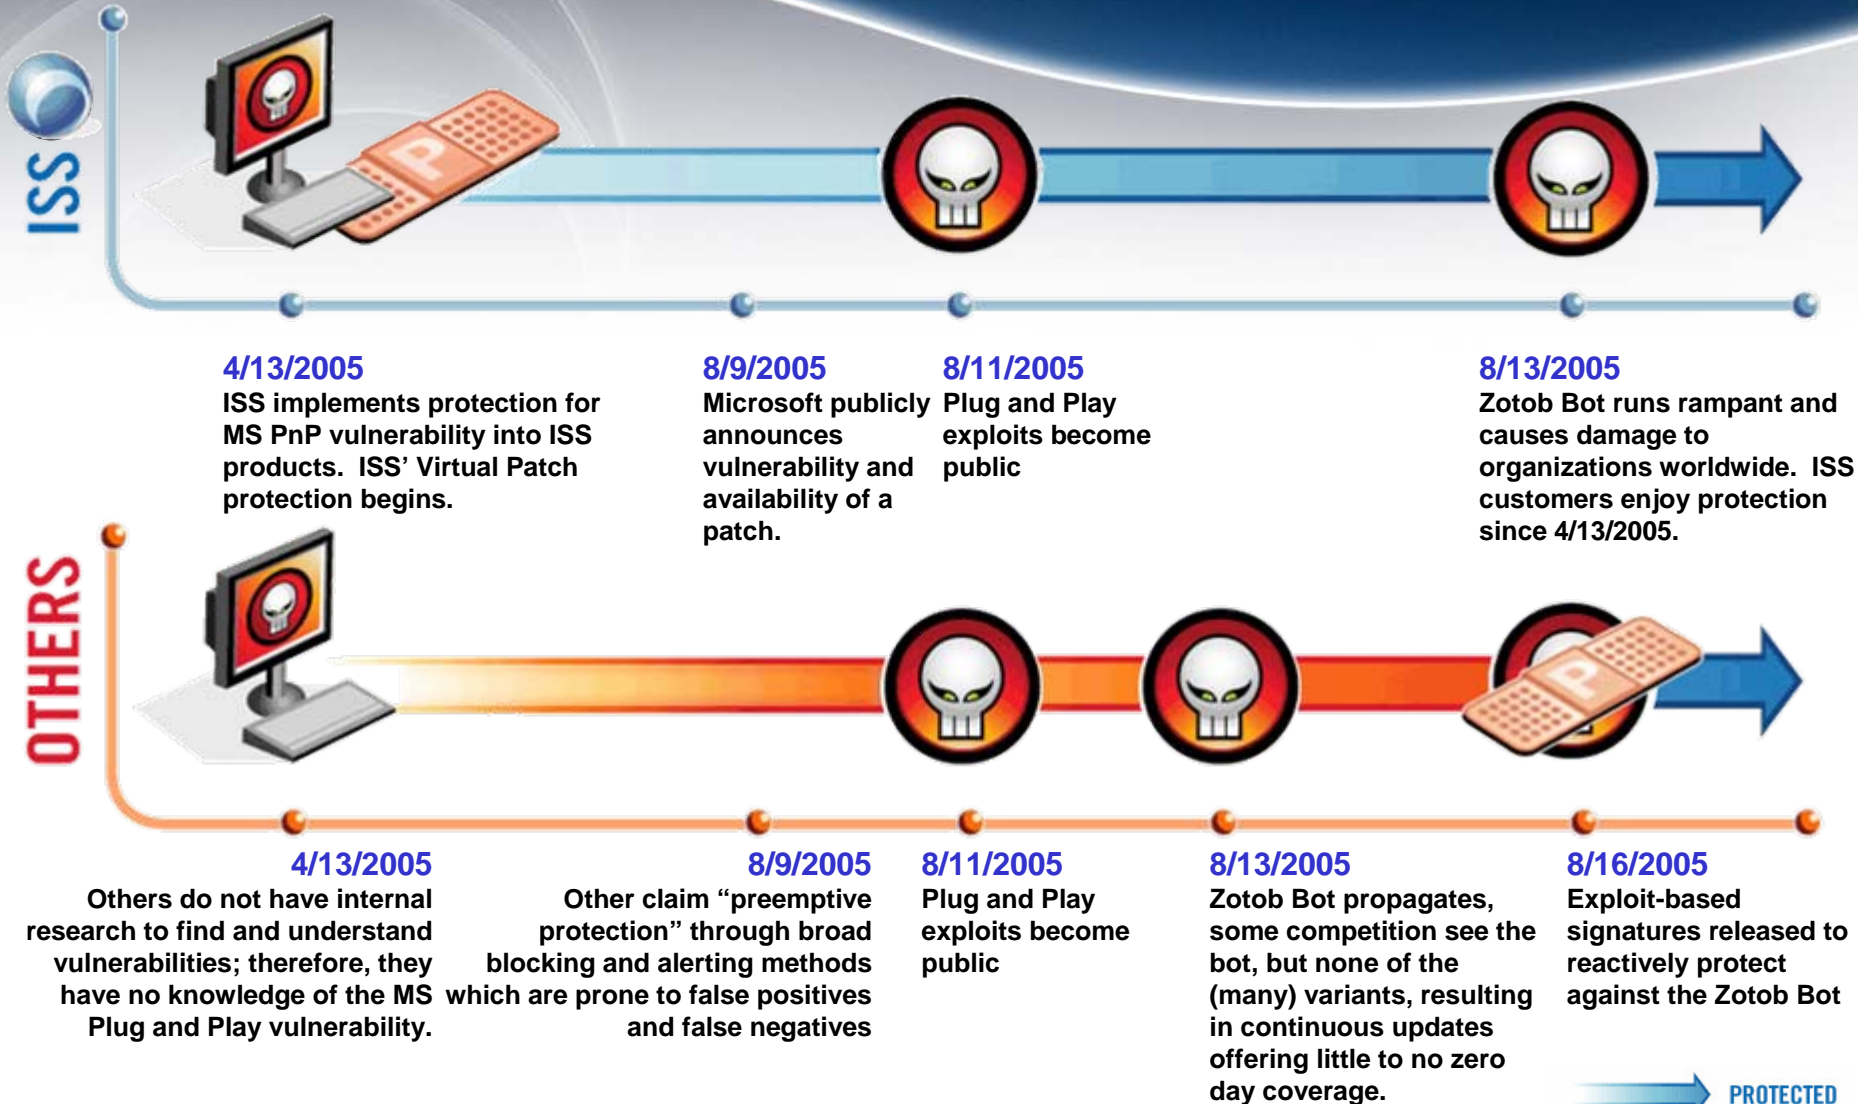 ISS
P
4/13/2005
ISS implements protection for
MS PnP vulnerability into ISS
products.  ISS’ Virtual Patch
protection begins.
8/9/2005
Microsoft publicly
announces
vulnerability and
availability of a
patch.
8/11/2005
Plug and Play
exploits become
public
8/13/2005
Zotob Bot runs rampant and
causes damage to
organizations worldwide.  ISS
customers enjoy protection
since 4/13/2005.
OTHERS
P
4/13/2005
Others do not have internal
research to find and understand
vulnerabilities; therefore, they
have no knowledge of the MS
Plug and Play vulnerability.
8/9/2005
Other claim “preemptive
protection” through broad
blocking and alerting methods
which are prone to false positives
and false negatives
8/11/2005
Plug and Play
exploits become
public
8/13/2005
Zotob Bot propagates,
some competition see the
bot, but none of the
(many) variants, resulting
in continuous updates
offering little to no zero
day coverage.
8/16/2005
Exploit-based
signatures released to
reactively protect
against the Zotob Bot
PROTECTED